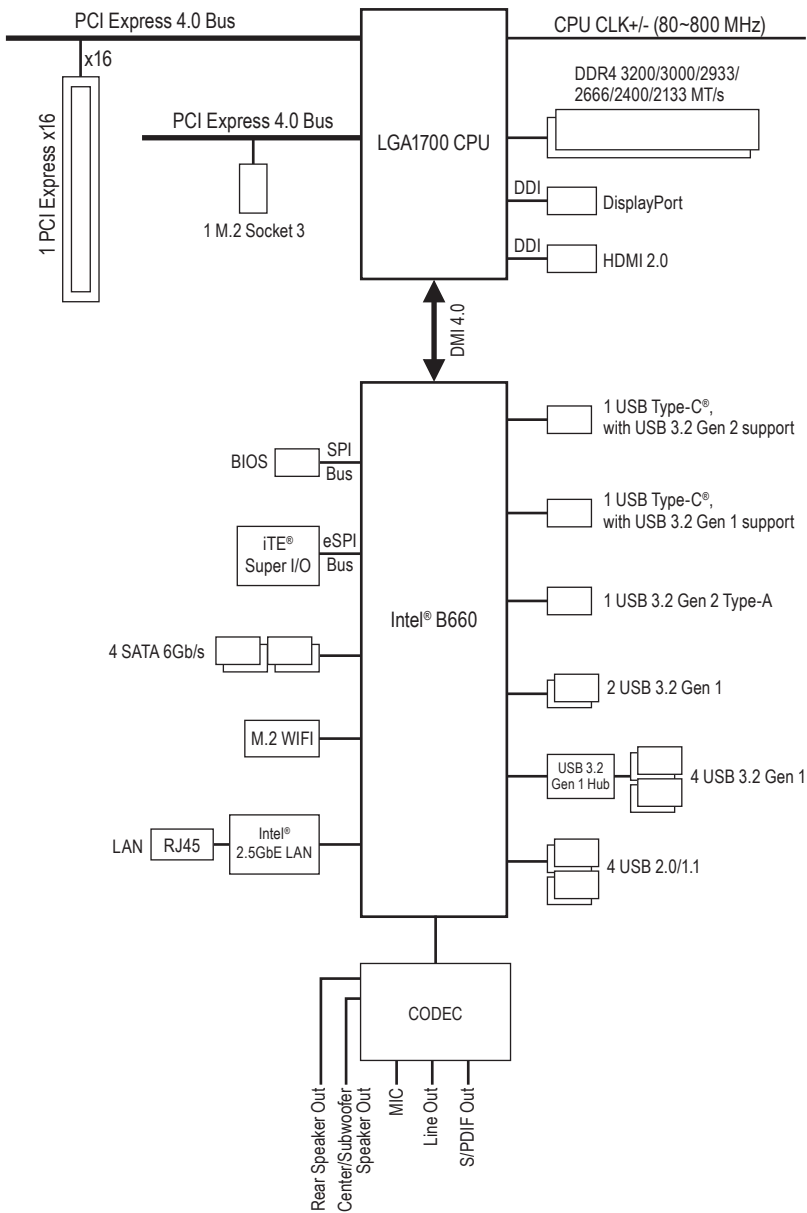 PCI Express 4.0 Bus
CPU CLK+/- (80~800 MHz)
x16
1 PCI Express x16
DDR4 3200/3000/2933/
2666/2400/2133 MT/s
PCI Express 4.0 Bus
LGA1700 CPU
1 M.2 Socket 3
DDI
DisplayPort
DDI
HDMI 2.0
DMI 4.0
1 USB Type-C®,
with USB 3.2 Gen 2 support
BIOS
SPI
Bus
1 USB Type-C®,
with USB 3.2 Gen 1 support
iTE®
Super I/O
eSPI
Bus
1 USB 3.2 Gen 2 Type-A
Intel® B660
4 SATA 6Gb/s
2 USB 3.2 Gen 1
M.2 WIFI
USB 3.2
Gen 1 Hub
4 USB 3.2 Gen 1
LAN
RJ45
Intel®
2.5GbE LAN
4 USB 2.0/1.1
CODEC
Rear Speaker Out
Center/Subwoofer
Speaker Out
MIC
Line Out
S/PDIF Out